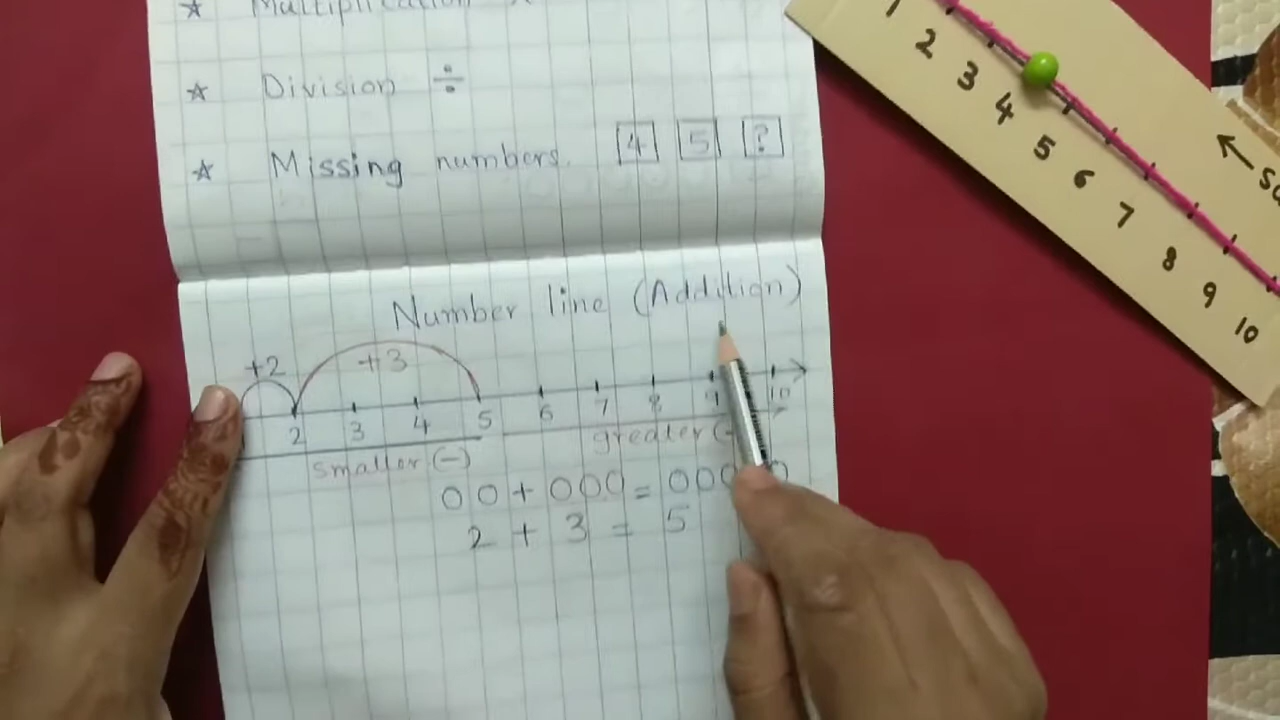 ☆ Multiplication
☆ Division ÷
☆ Missing numbers. 4 5 ?
Number line (Addition)
+2 +3
2 3 4 5 6 7 8 9 10
smaller (-) greater (
00 + 000 = 000
2 + 3 = 5
1 2 3 4 5 6 7 8 9 10
←